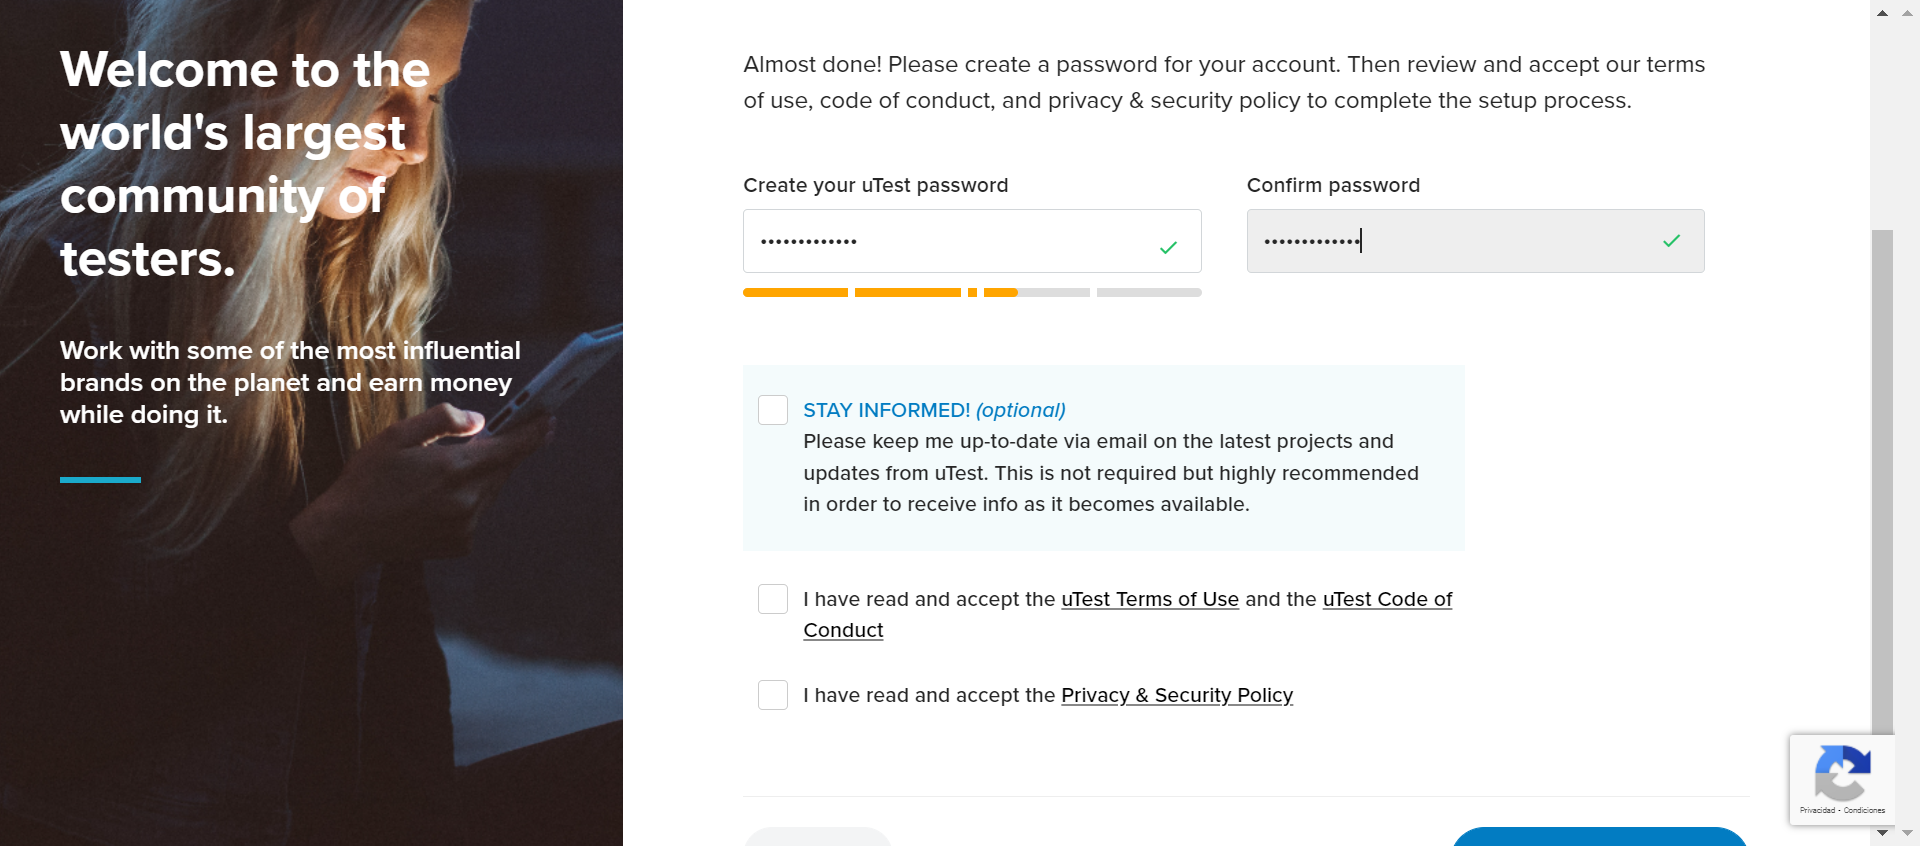 Welcome to the
world's largest
community of
testers.
Work with some of the most influential
brands on the planet and earn money
while doing it.
Almost done! Please create a password for your account. Then review and accept our terms
of use, code of conduct, and privacy & security policy to complete the setup process.
Create your uTest password
Confirm password
•••••••••••••
•••••••••••••
STAY INFORMED! (optional)
Please keep me up-to-date via email on the latest projects and
updates from uTest. This is not required but highly recommended
in order to receive info as it becomes available.
I have read and accept the uTest Terms of Use and the uTest Code of
Conduct
I have read and accept the Privacy & Security Policy
Privacidad - Condiciones